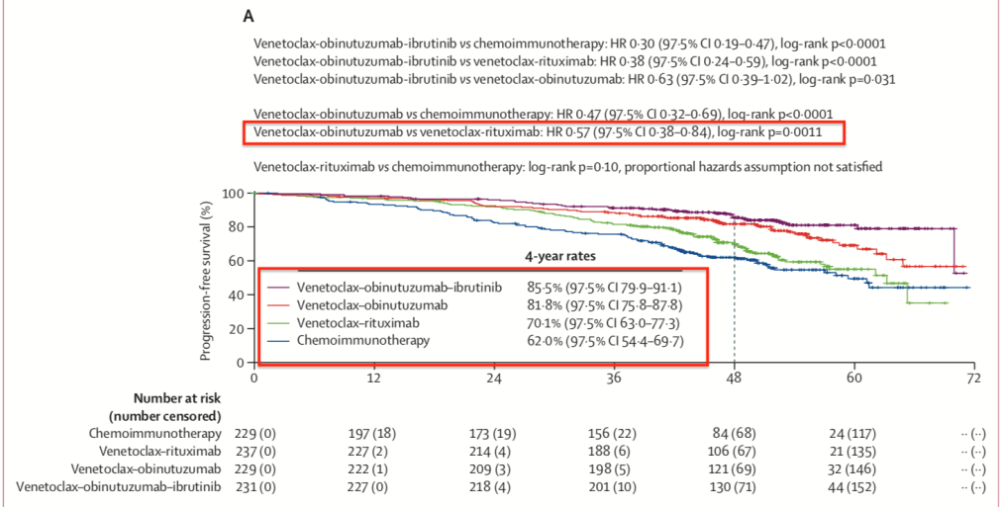 A
Venetoclax-obinutuzumab-ibrutinib vs chemoimmunotherapy: HR 0·30 (97·5% CI 0·19–0·47), log-rank p<0·0001
Venetoclax-obinutuzumab-ibrutinib vs venetoclax-rituximab: HR 0·38 (97·5% CI 0·24–0·59), log-rank p<0·0001
Venetoclax-obinutuzumab-ibrutinib vs venetoclax-obinutuzumab: HR 0·63 (97·5% CI 0·39–1·02), log-rank p=0·031
Venetoclax-obinutuzumab vs chemoimmunotherapy: HR 0·47 (97·5% CI 0·32–0·69), log-rank p<0·0001
Venetoclax-obinutuzumab vs venetoclax-rituximab: HR 0·57 (97·5% CI 0·38–0·84), log-rank p=0·0011
Venetoclax-rituximab vs chemoimmunotherapy: log-rank p=0·10, proportional hazards assumption not satisfied
Progression-free survival (%)
100
80
60
40
20
0
4-year rates
Venetoclax–obinutuzumab–ibrutinib 85·5% (97·5% CI 79·9–91·1)
Venetoclax–obinutuzumab 81·8% (97·5% CI 75·8–87·8)
Venetoclax–rituximab 70·1% (97·5% CI 63·0–77·3)
Chemoimmunotherapy 62·0% (97·5% CI 54·4–69·7)
0 12 24 36 48 60 72
Number at risk
(number censored)
Chemoimmunotherapy 229 (0) 197 (18) 173 (19) 156 (22) 84 (68) 24 (117) ·· (··)
Venetoclax–rituximab 237 (0) 227 (2) 214 (4) 188 (6) 106 (67) 21 (135) ·· (··)
Venetoclax–obinutuzumab 229 (0) 222 (1) 209 (3) 198 (5) 121 (69) 32 (146) ·· (··)
Venetoclax–obinutuzumab–ibrutinib 231 (0) 227 (0) 218 (4) 201 (10) 130 (71) 44 (152) ·· (··)